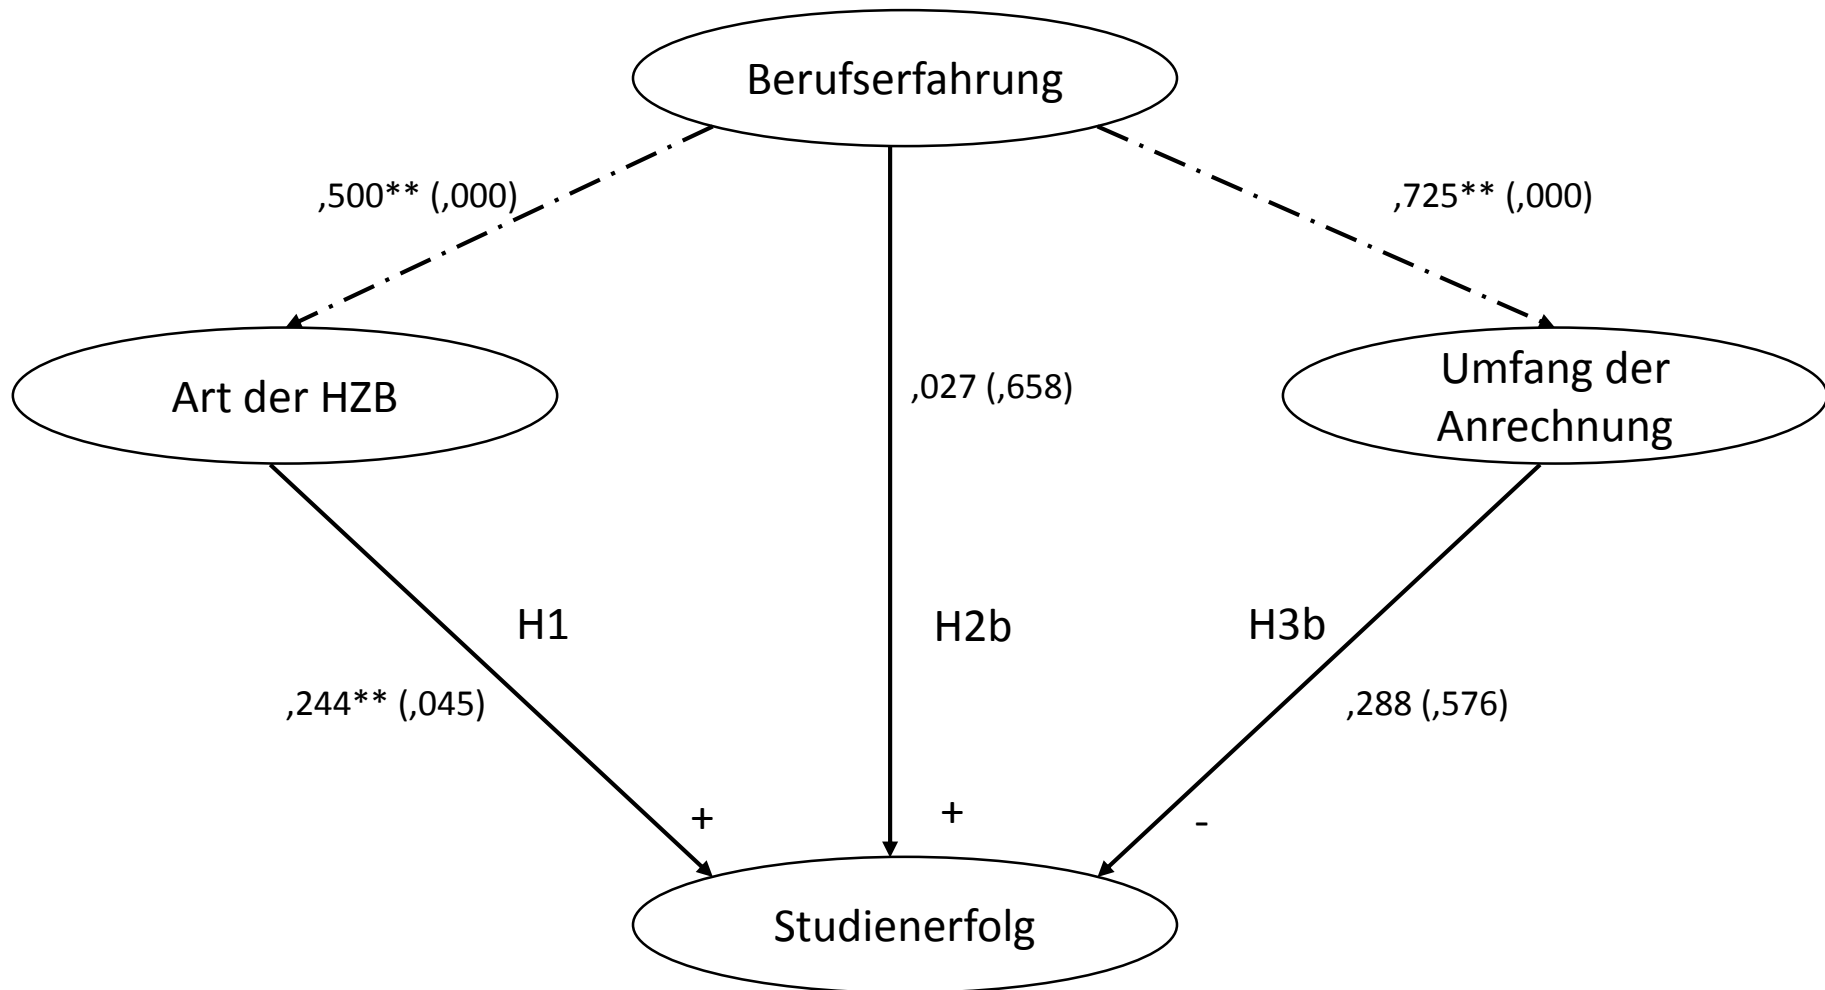 Berufserfahrung
,500** (,000)
,725** (,000)
Art der HZB
,027 (,658)
Umfang der
Anrechnung
H1
H2b
H3b
,244** (,045)
,288 (,576)
+
+
-
Studienerfolg